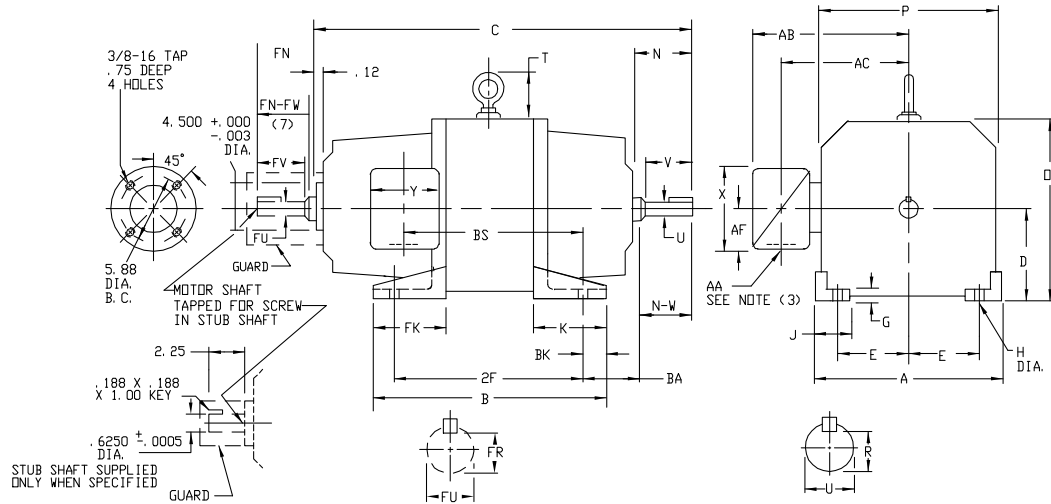 C
P
AB
AC
N
T
FN
.12
3/8-16 TAP
.75 DEEP
4 HOLES
FN-FW
(7)
4.500 +.000
-.003
DIA.
45°
FV
V
Y
X
O
BS
AF
FU
U
D
GUARD
5.88
DIA.
B.C.
MOTOR SHAFT
TAPPED FOR SCREW
IN STUB SHAFT
AA
SEE NOTE (3)
N-W
G
FK
K
J
2.25
BK
E
E
H
DIA.
.188 X .188
X 1.00 KEY
2F
BA
A
B
.6250 +.0005
-
DIA.
FR
R
STUB SHAFT SUPPLIED
ONLY WHEN SPECIFIED
GUARD
FU
U